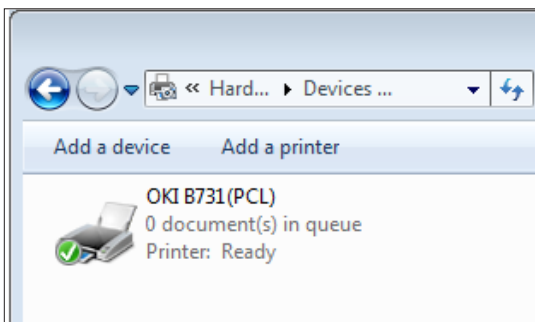 « Hard... Devices ...
Add a device Add a printer
OKI B731(PCL)
0 document(s) in queue
Printer: Ready